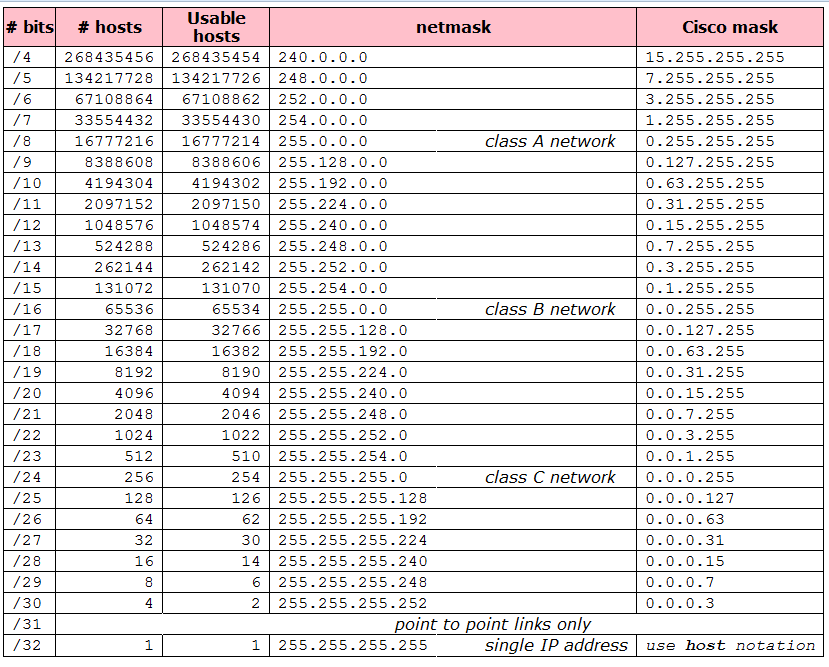 # bits # hosts Usable hosts netmask Cisco mask
/4 268435456 268435454 240.0.0.0 15.255.255.255
/5 134217728 134217726 248.0.0.0 7.255.255.255
/6 67108864 67108862 252.0.0.0 3.255.255.255
/7 33554432 33554430 254.0.0.0 1.255.255.255
/8 16777216 16777214 255.0.0.0 class A network 0.255.255.255
/9 8388608 8388606 255.128.0.0 0.127.255.255
/10 4194304 4194302 255.192.0.0 0.63.255.255
/11 2097152 2097150 255.224.0.0 0.31.255.255
/12 1048576 1048574 255.240.0.0 0.15.255.255
/13 524288 524286 255.248.0.0 0.7.255.255
/14 262144 262142 255.252.0.0 0.3.255.255
/15 131072 131070 255.254.0.0 0.1.255.255
/16 65536 65534 255.255.0.0 class B network 0.0.255.255
/17 32768 32766 255.255.128.0 0.0.127.255
/18 16384 16382 255.255.192.0 0.0.63.255
/19 8192 8190 255.255.224.0 0.0.31.255
/20 4096 4094 255.255.240.0 0.0.15.255
/21 2048 2046 255.255.248.0 0.0.7.255
/22 1024 1022 255.255.252.0 0.0.3.255
/23 512 510 255.255.254.0 0.0.1.255
/24 256 254 255.255.255.0 class C network 0.0.0.255
/25 128 126 255.255.255.128 0.0.0.127
/26 64 62 255.255.255.192 0.0.0.63
/27 32 30 255.255.255.224 0.0.0.31
/28 16 14 255.255.255.240 0.0.0.15
/29 8 6 255.255.255.248 0.0.0.7
/30 4 2 255.255.255.252 0.0.0.3
/31 point to point links only
/32 1 1 255.255.255.255 single IP address use host notation